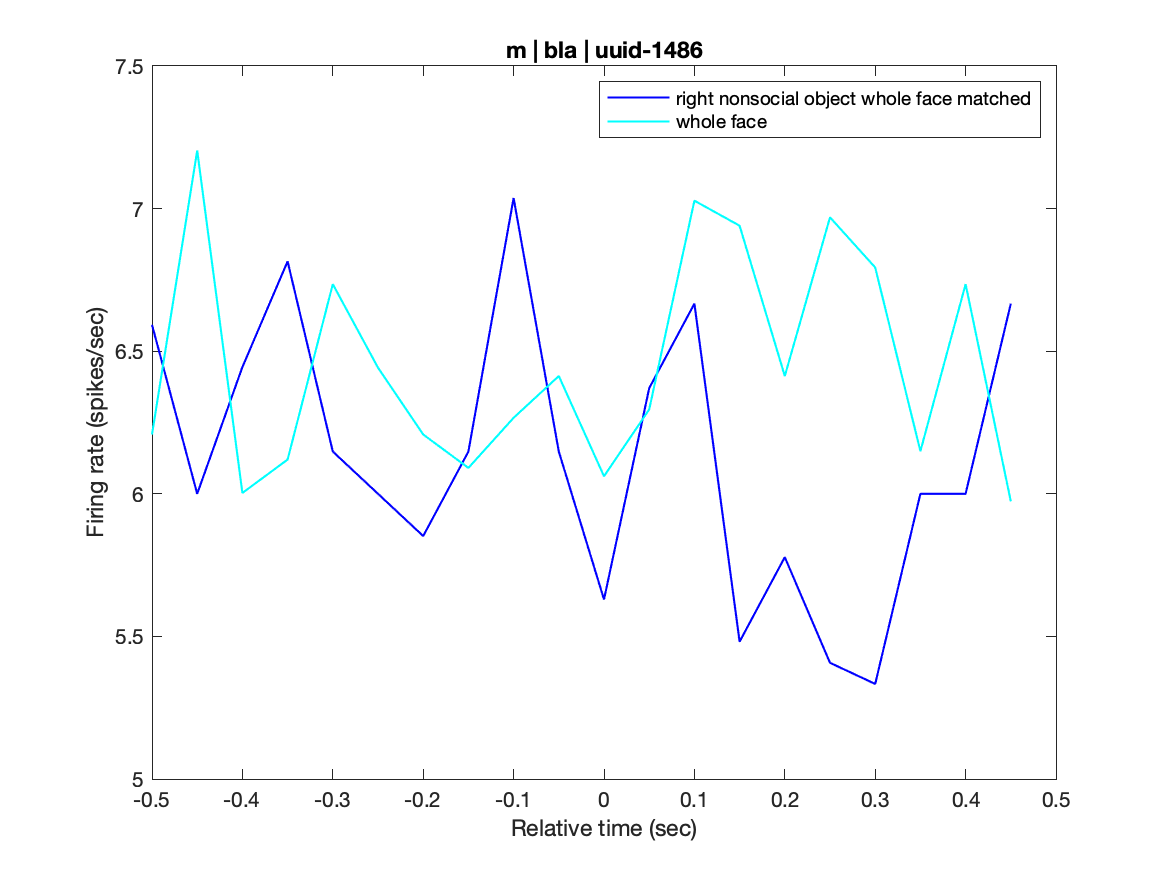 m | bla | uuid-1486
right nonsocial object whole face matched
whole face
Firing rate (spikes/sec)
7.5
7
6.5
6
5.5
5
-0.5 -0.4 -0.3 -0.2 -0.1 0 0.1 0.2 0.3 0.4 0.5
Relative time (sec)